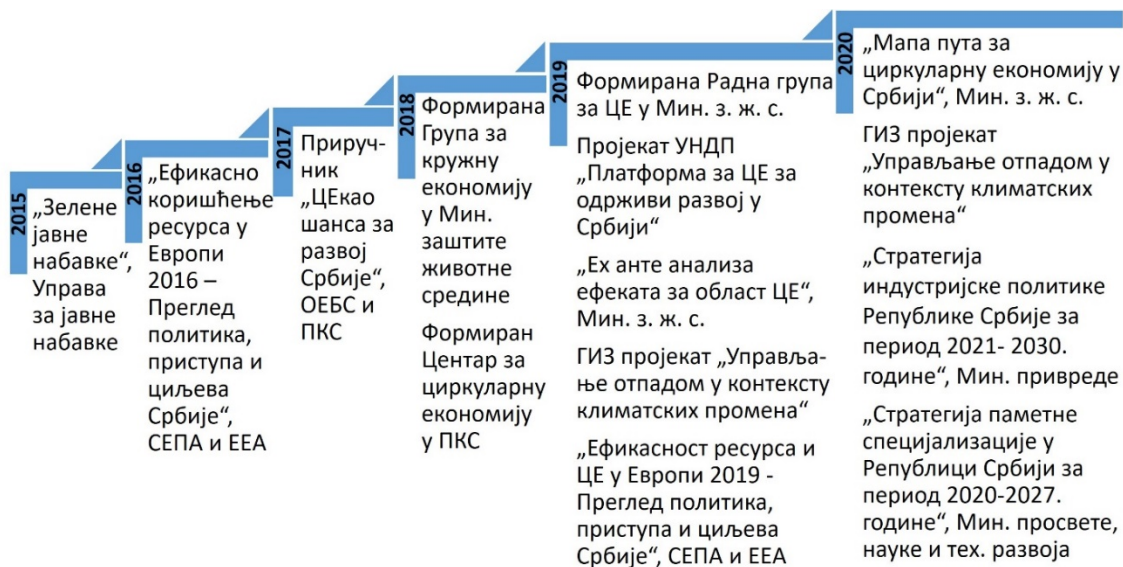 2015
„Зелене
јавне
набавке“,
Управа
за јавне
набавке
2016
„Ефикасно
коришћење
ресурса у
Европи
2016 –
Преглед
политика,
приступа и
циљева
Србије“,
СЕПА и ЕЕА
2017
Прируч-
ник
„ЦЕкао
шанса за
развој
Србије“,
ОЕБС и
ПКС
2018
Формирана
Група за
кружну
економију
у Мин.
заштите
животне
средине
Формиран
Центар за
циркуларну
економију
у ПКС
2019
Формирана Радна група
за ЦЕ у Мин. з. ж. с.
Пројекат УНДП
„Платформа за ЦЕ за
одрживи развој у
Србији“
„Ex анте анализа
ефеката за област ЦЕ“,
Мин. з. ж. с.
ГИЗ пројекат „Управља-
ње отпадом у контексту
климатских промена“
„Ефикасност ресурса и
ЦЕ у Европи 2019 -
Преглед политика,
приступа и циљева
Србије“, СЕПА и ЕЕА
2020
„Мапа пута за
циркуларну економију у
Србији“, Мин. з. ж. с.
ГИЗ пројекат
„Управљање отпадом у
контексту климатских
промена“
„Стратегија
индустријске политике
Републике Србије за
период 2021- 2030.
године“, Мин. привреде
„Стратегија паметне
специјализације у
Републици Србији за
период 2020-2027.
године“, Мин. просвете,
науке и тех. развоја